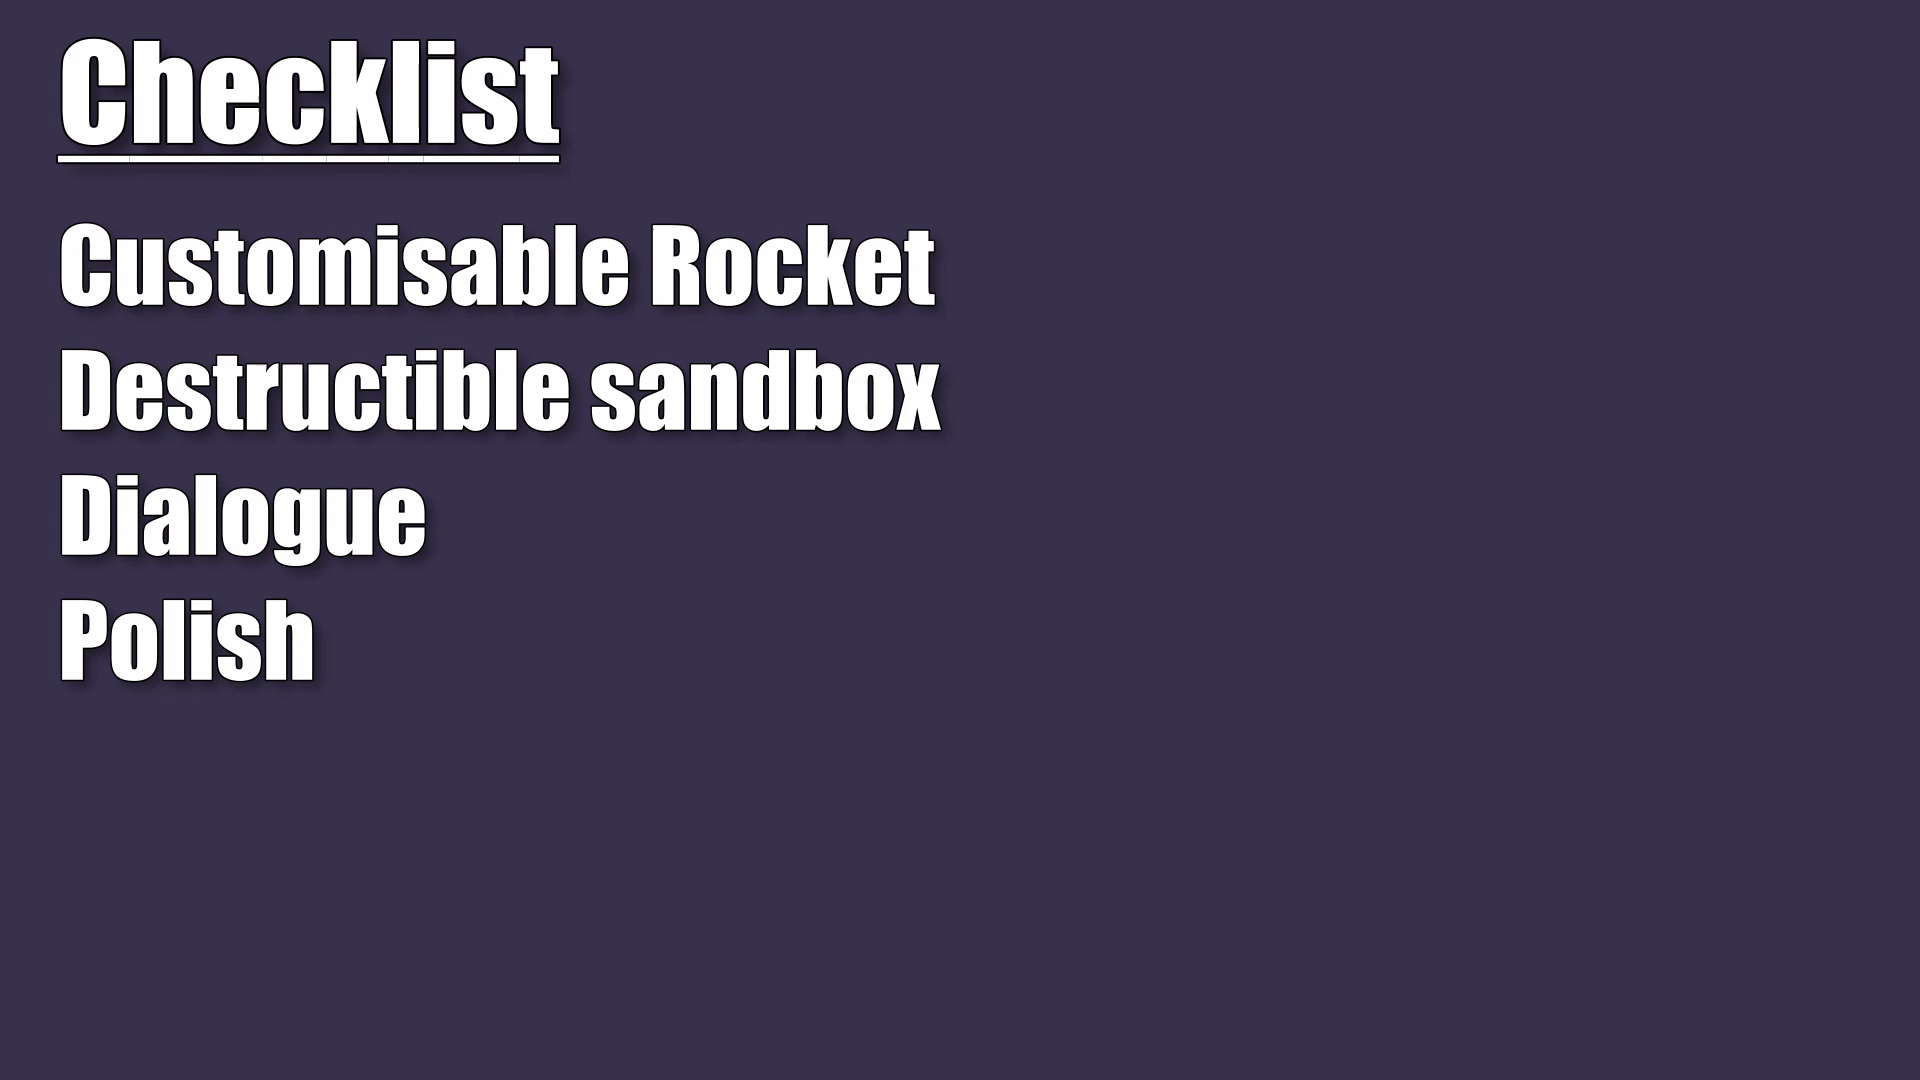 Checklist
Customisable Rocket
Destructible sandbox
Dialogue
Polish